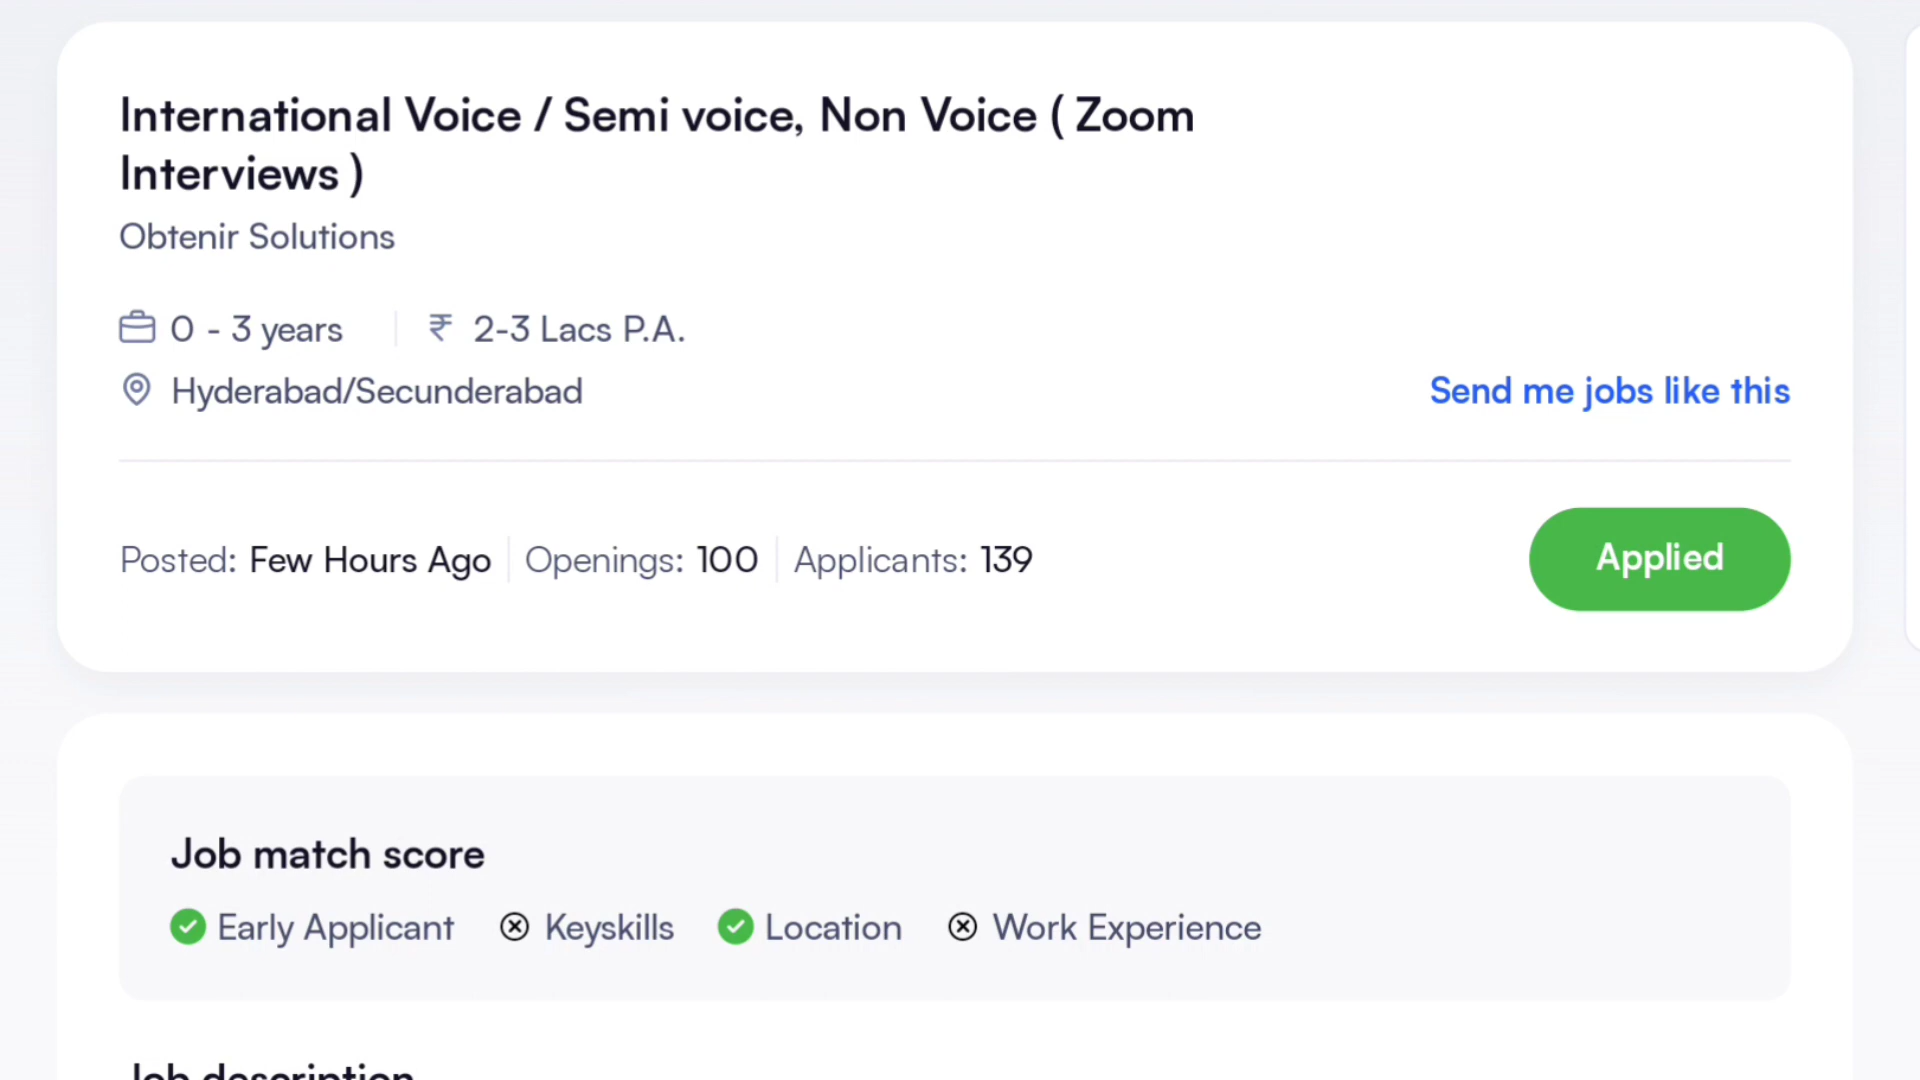 International Voice / Semi voice, Non Voice ( Zoom
Interviews )
Obtenir Solutions
0 - 3 years ₹ 2-3 Lacs P.A.
Hyderabad/Secunderabad Send me jobs like this
Posted: Few Hours Ago Openings: 100 Applicants: 139 Applied
Job match score
Early Applicant Keyskills Location Work Experience
Job description